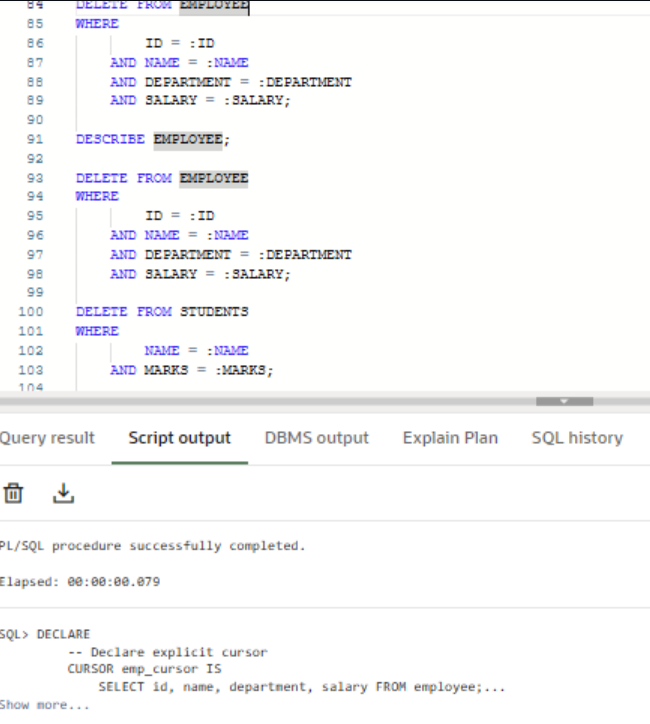 84 DELETE FROM EMPLOYEE
85 WHERE
86 ID = :ID
87 AND NAME = :NAME
88 AND DEPARTMENT = :DEPARTMENT
89 AND SALARY = :SALARY;
90
91 DESCRIBE EMPLOYEE;
92
93 DELETE FROM EMPLOYEE
94 WHERE
95 ID = :ID
96 AND NAME = :NAME
97 AND DEPARTMENT = :DEPARTMENT
98 AND SALARY = :SALARY;
99
100 DELETE FROM STUDENTS
101 WHERE
102 NAME = :NAME
103 AND MARKS = :MARKS;
104
Query result Script output DBMS output Explain Plan SQL history
PL/SQL procedure successfully completed.
Elapsed: 00:00:00.079
SQL> DECLARE
-- Declare explicit cursor
CURSOR emp_cursor IS
SELECT id, name, department, salary FROM employee;...
Show more...